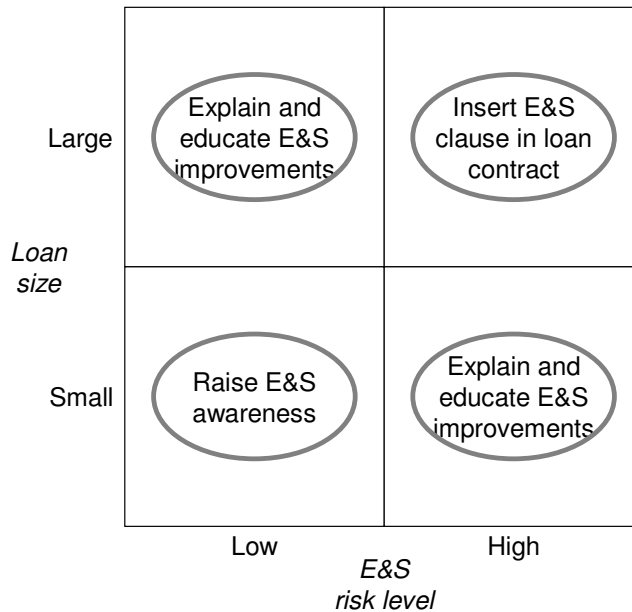 Explain and
educate E&S
improvements
Insert E&S
clause in loan
contract
Large
Loan
size
Raise E&S
awareness
Explain and
educate E&S
improvements
Small
Low
High
E&S
risk level